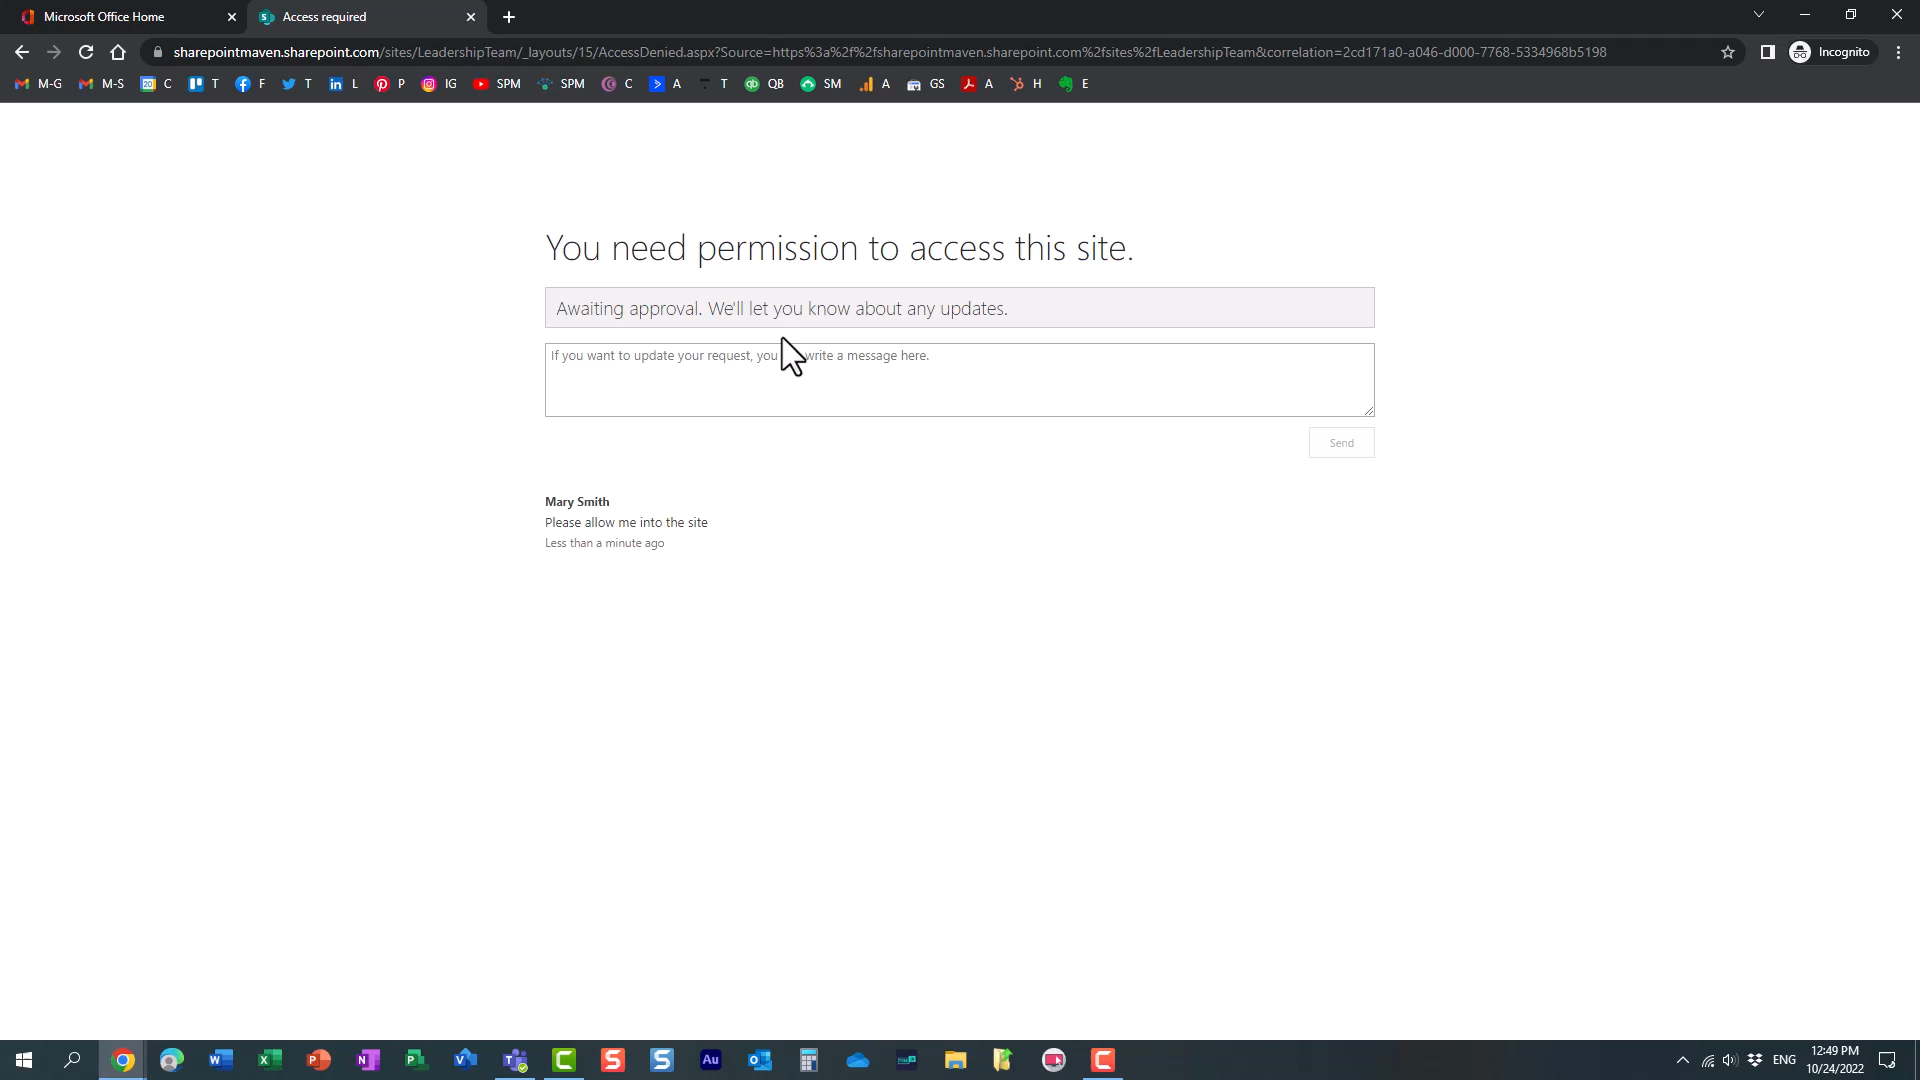 Microsoft Office Home
Access required
sharepointmaven.sharepoint.com/sites/LeadershipTeam/_layouts/15/AccessDenied.aspx?Source=https%3a%2f%2fsharepointmaven.sharepoint.com%2fsites%2fLeadershipTeam&correlation=2cd171a0-a046-d000-7768-5334968b5198
Incognito
M-G M-S C T F T L P IG SPM SPM C A T QB SM A GS A H E
You need permission to access this site.
Awaiting approval. We'll let you know about any updates.
If you want to update your request, you write a message here.
Send
Mary Smith
Please allow me into the site
Less than a minute ago
ENG
12:49 PM
10/24/2022